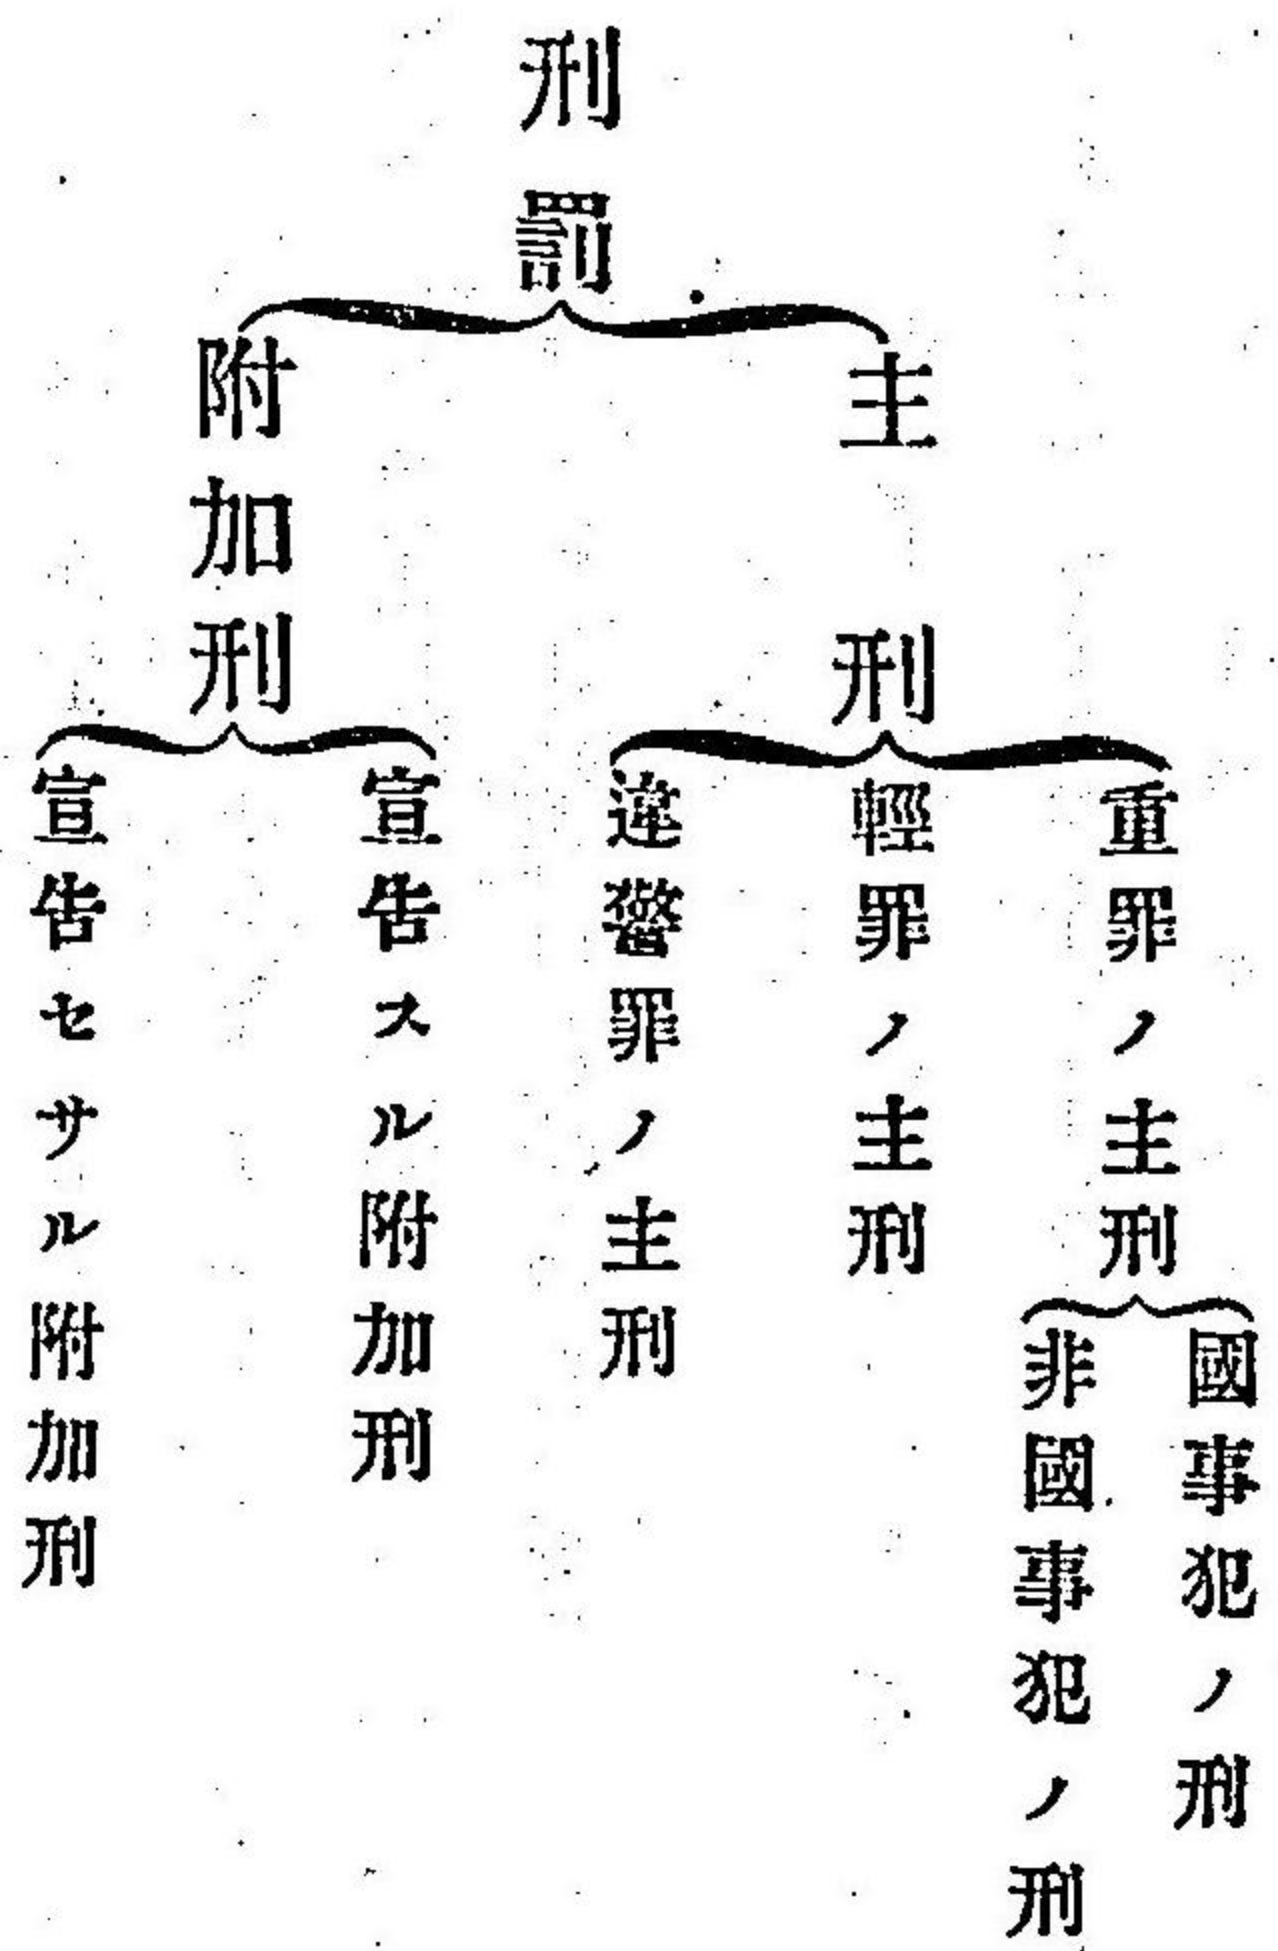 刑罰
主刑
重罪ノ主刑
國事犯ノ刑
非國事犯ノ刑
輕罪ノ主刑
違警罪ノ主刑
附加刑
宣告スル附加刑
宣告セサル附加刑